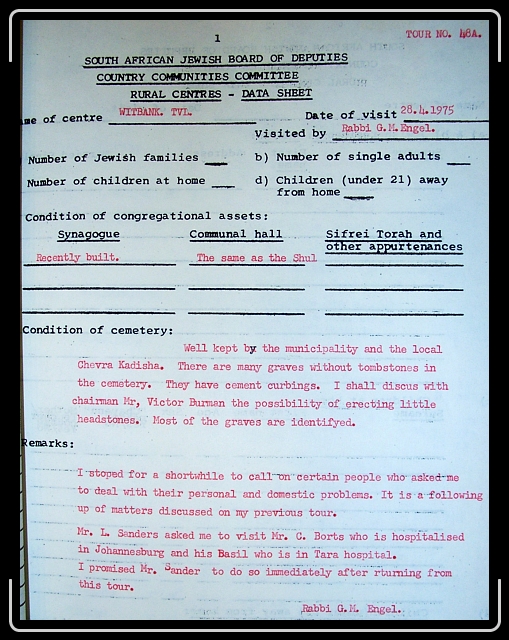 1
TOUR NO. 48A.
SOUTH AFRICAN JEWISH BOARD OF DEPUTIES
COUNTRY COMMUNITIES COMMITTEE
RURAL CENTRES - DATA SHEET
me of centre WITBANK. TVL. Date of visit 28.4.1975
Visited by Rabbi G.M.Engel.
Number of Jewish families b) Number of single adults
Number of children at home d) Children (under 21) away
from home
Condition of congregational assets:
Synagogue Communal hall Sifrei Torah and
other appurtenances
Recently built. The same as the Shul
Condition of cemetery:
Well kept by the municipality and the local
Chevra Kadisha. There are many graves without tombstones in
the cemetery. They have cement curbings. I shall discus with
chairman Mr, Victor Burman the possibility of erecting little
headstones. Most of the graves are identifyed.
Remarks:
I stoped for a shortwhile to call on certain people who asked me
to deal with their personal and domestic problems. It is a following
up of matters discussed on my previous tour.
Mr. L. Sanders asked me to visit Mr. C. Borts who is hospitalised
in Johannesburg and his Basil who is in Tara hospital.
I promised Mr. Sander to do so immediately after rturning from
this tour.
Rabbi G.M. Engel.